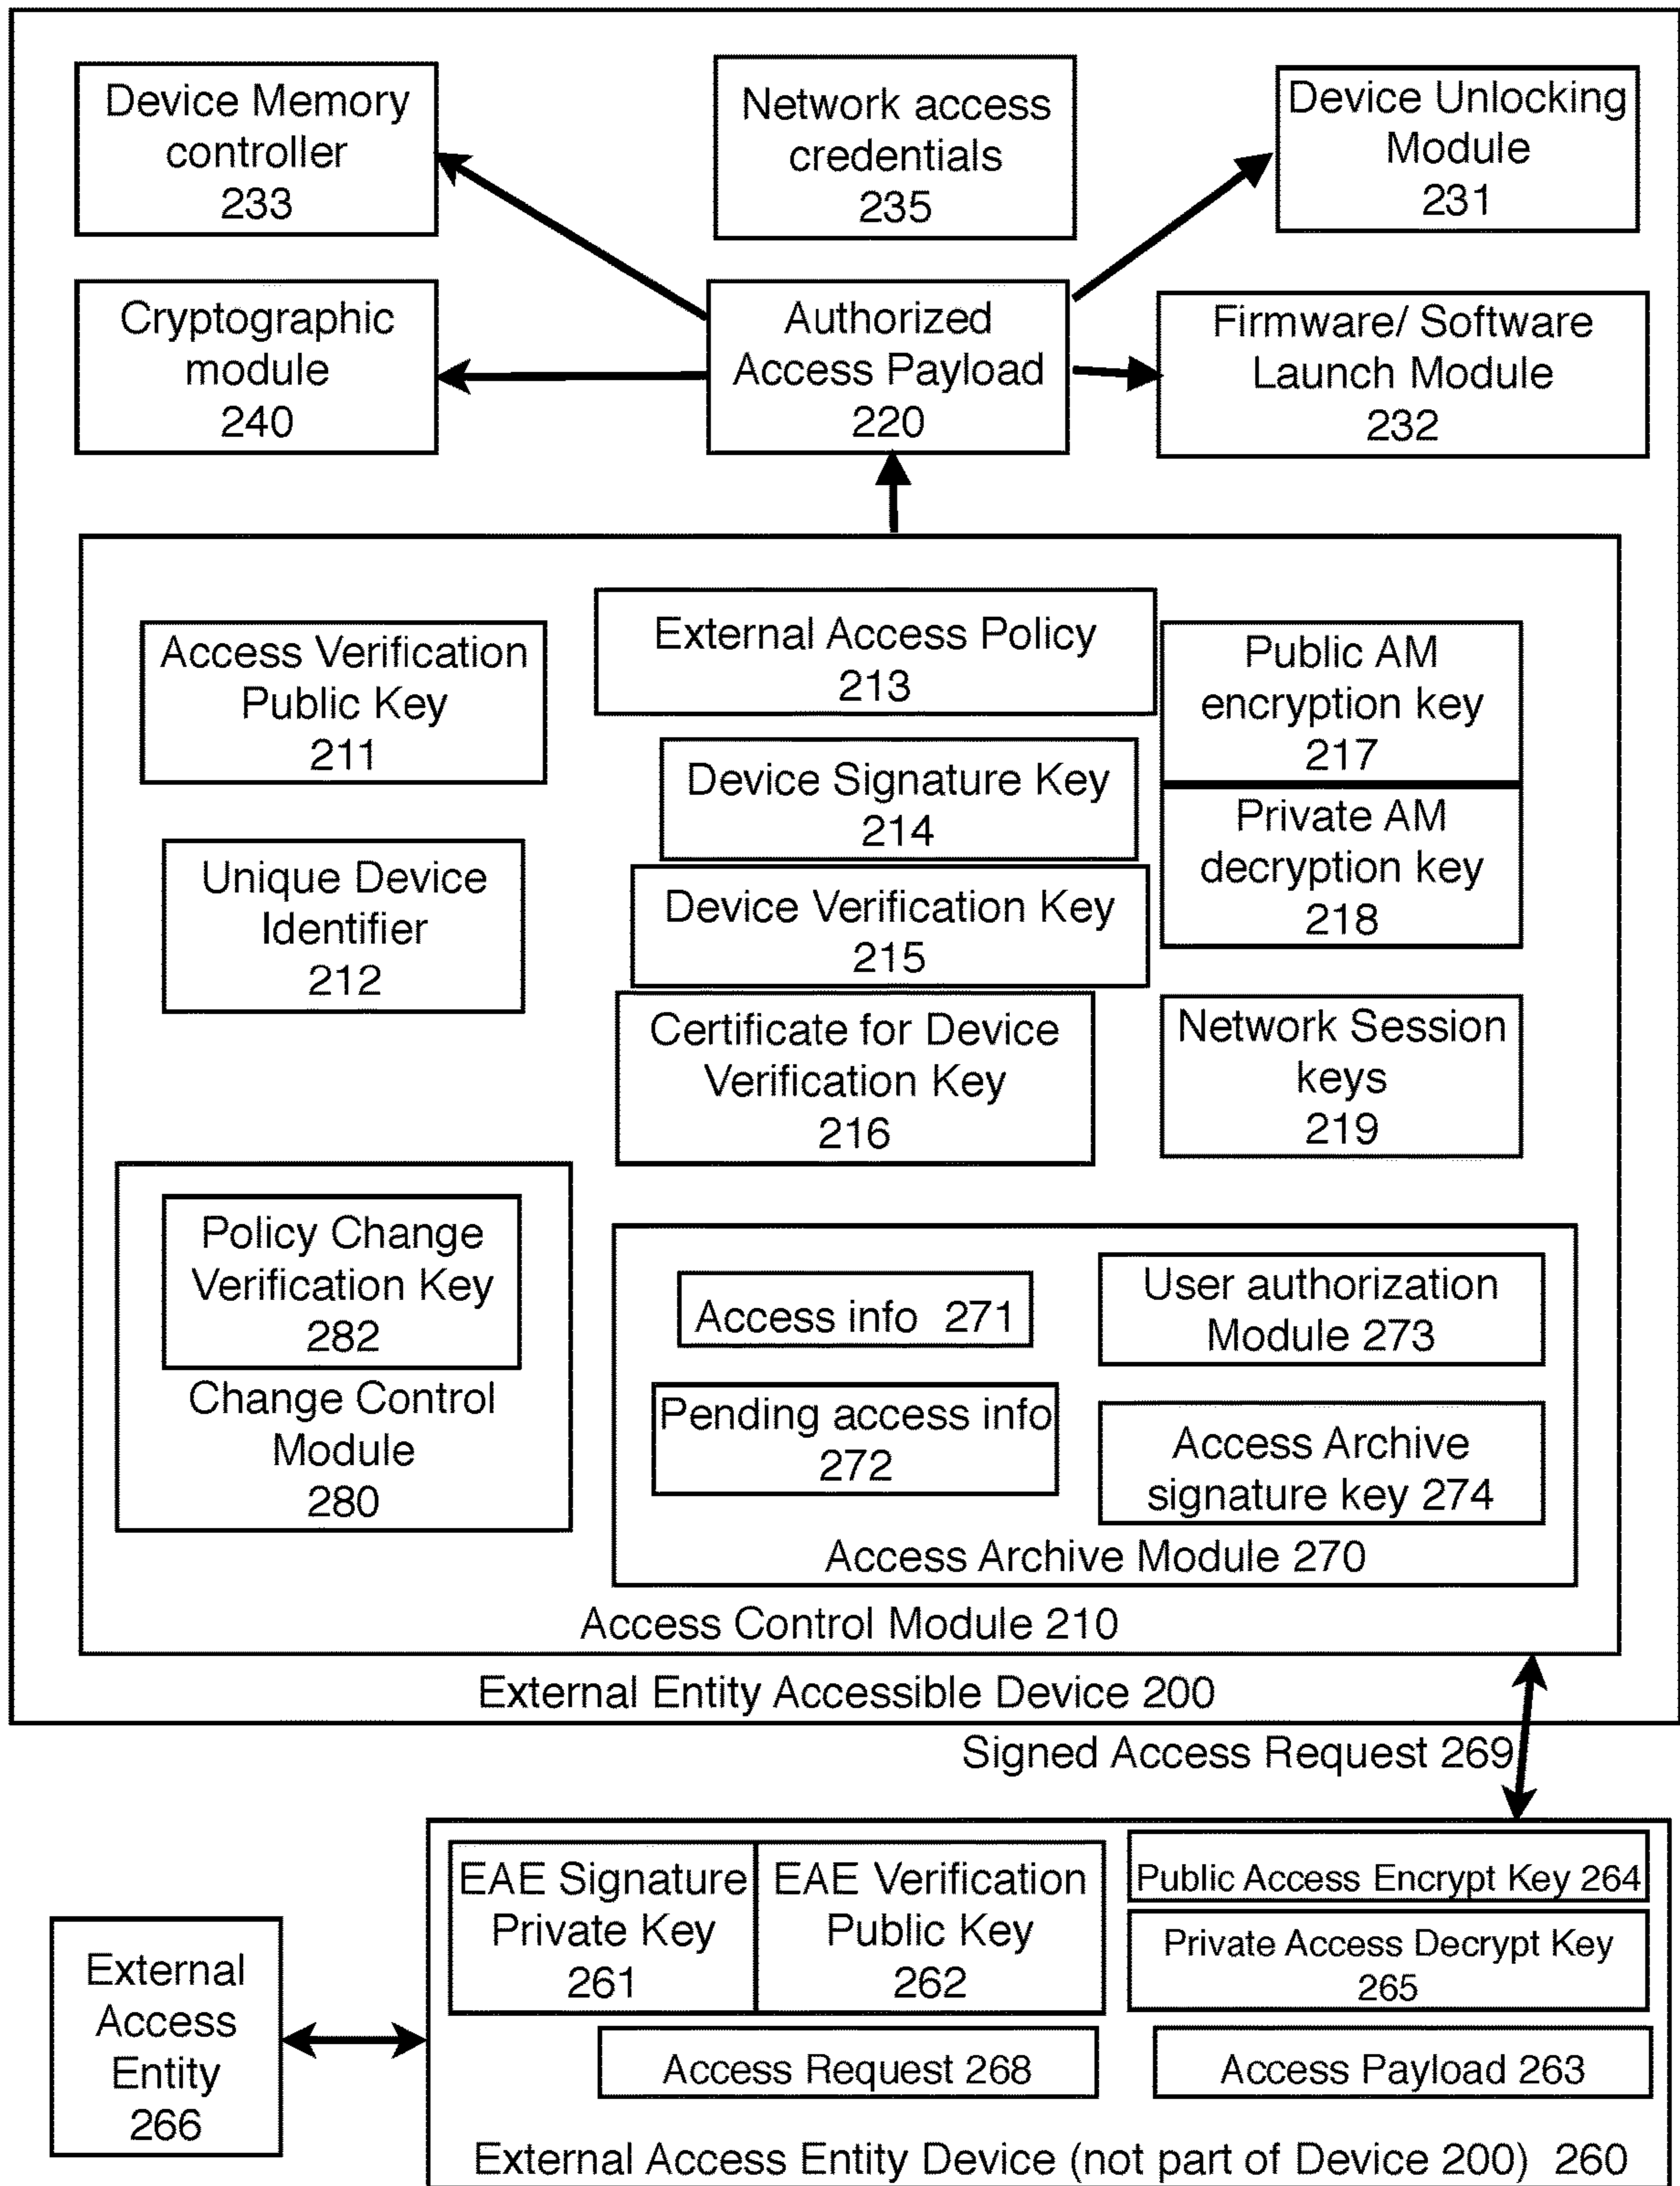 Device Memory
controller
233
Network access
credentials
235
Device Unlocking
Module
231
Cryptographic
module
240
Authorized
Access Payload
220
Firmware/ Software
Launch Module
232
Access Verification
Public Key
211
External Access Policy
213
Public AM
encryption key
217
Device Signature Key
214
Private AM
decryption key
218
Unique Device
Identifier
212
Device Verification Key
215
Certificate for Device
Verification Key
216
Network Session
keys
219
Policy Change
Verification Key
282
Change Control
Module
280
Access info 271
User authorization
Module 273
Pending access info
272
Access Archive
signature key 274
Access Archive Module 270
Access Control Module 210
External Entity Accessible Device 200
Signed Access Request 269
EAE Signature
Private Key
261
EAE Verification
Public Key
262
Public Access Encrypt Key 264
Private Access Decrypt Key
265
External
Access
Entity
266
Access Request 268
Access Payload 263
External Access Entity Device (not part of Device 200) 260